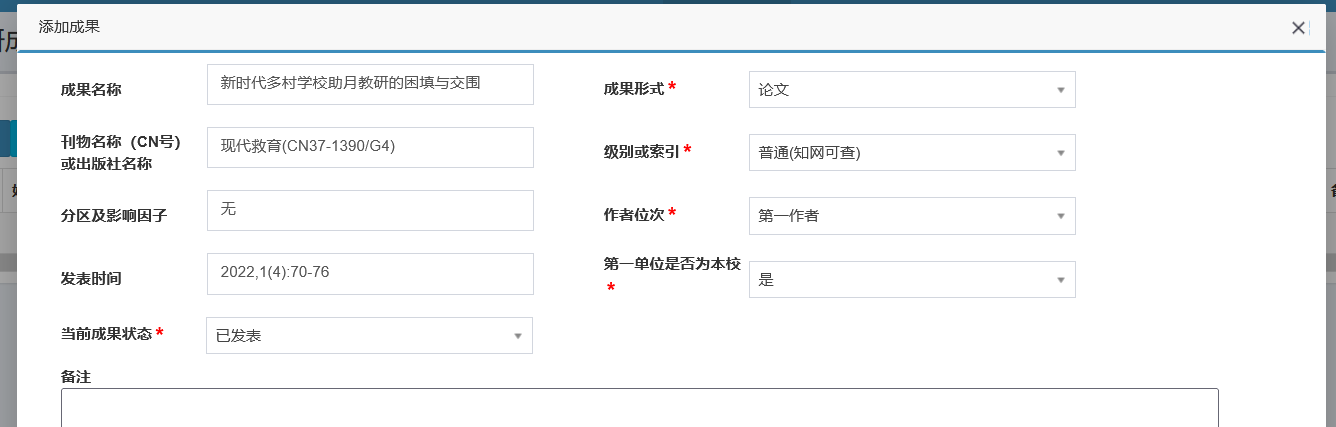 添加成果
成果名称
新时代多村学校助月教研的困填与交围
成果形式 *
论文
刊物名称（CN号）
或出版社名称
现代救育(CN37-1390/G4)
级别或索引 *
普通(知网可查)
分区及影响因子
无
作者位次 *
第一作者
发表时间
2022,1(4):70-76
第一单位是否为本校
*
是
当前成果状态 *
已发表
备注